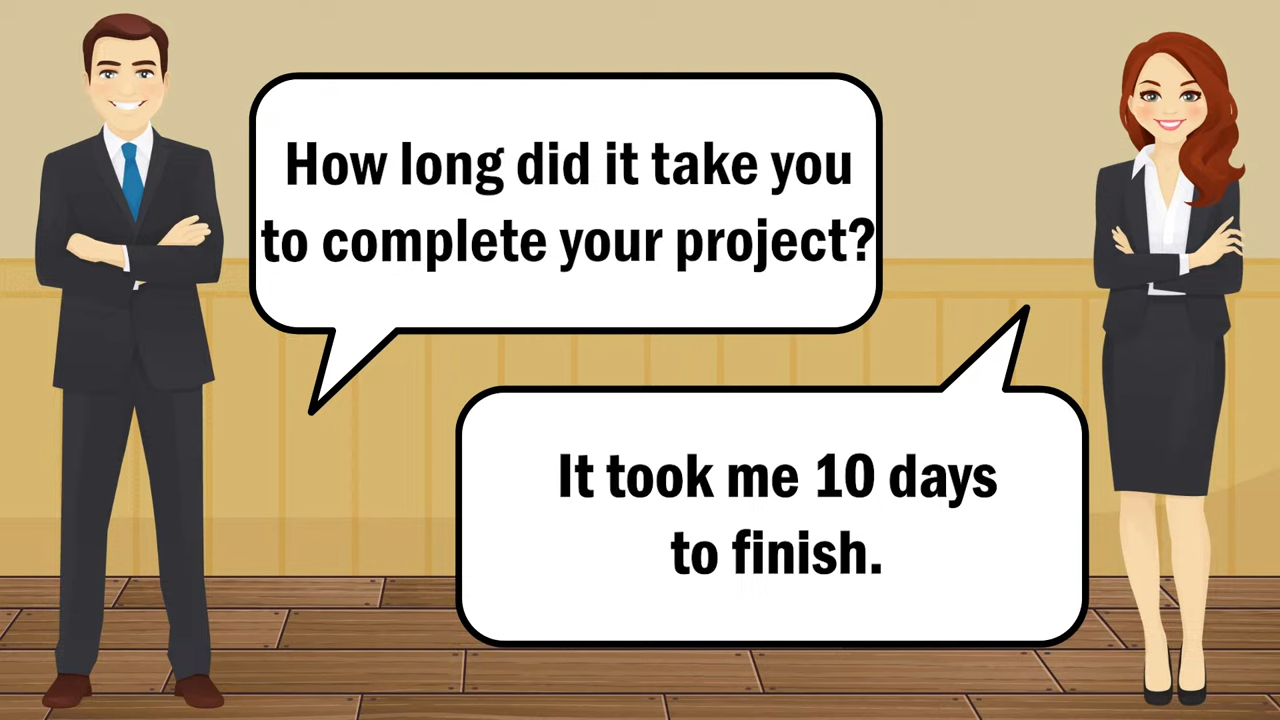 How long did it take you
to complete your project?
It took me 10 days
to finish.